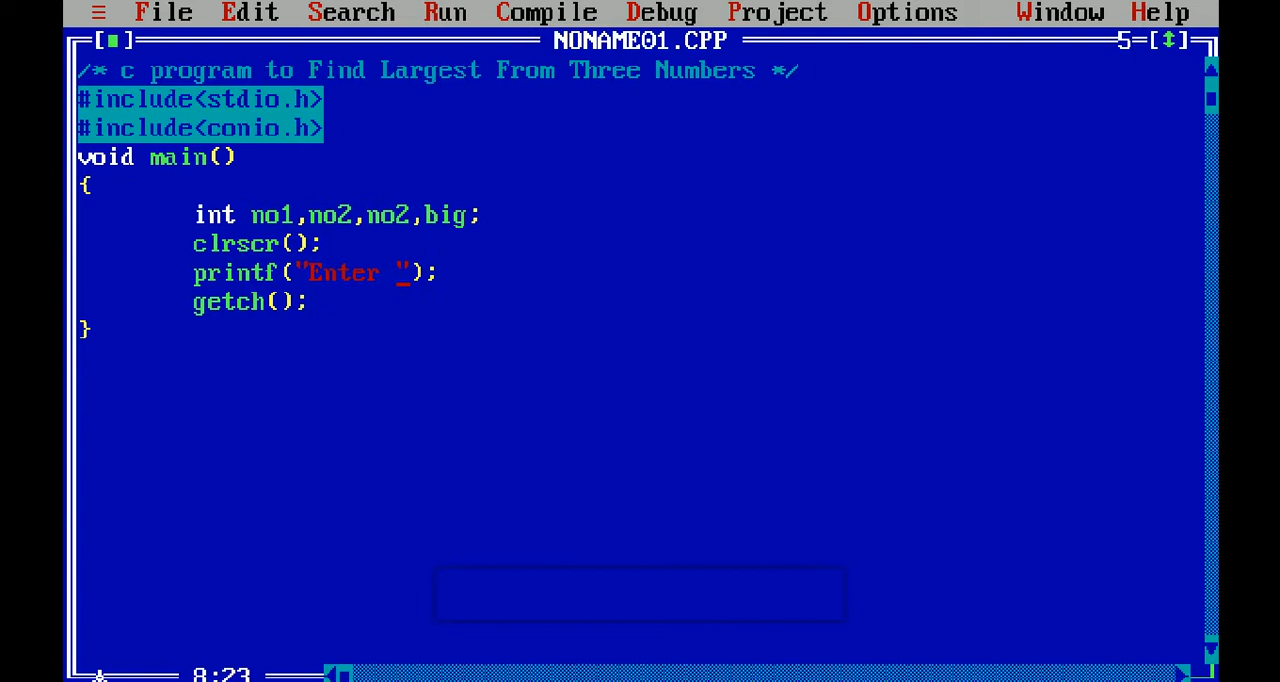 ≡ File Edit Search Run Compile Debug Project Options Window Help
[■] NONAME01.CPP 5=[↕]
/* c program to Find Largest From Three Numbers */
#include<stdio.h>
#include<conio.h>
void main()
{
int no1,no2,no2,big;
clrscr();
printf("Enter _");
getch();
}
* 8:23